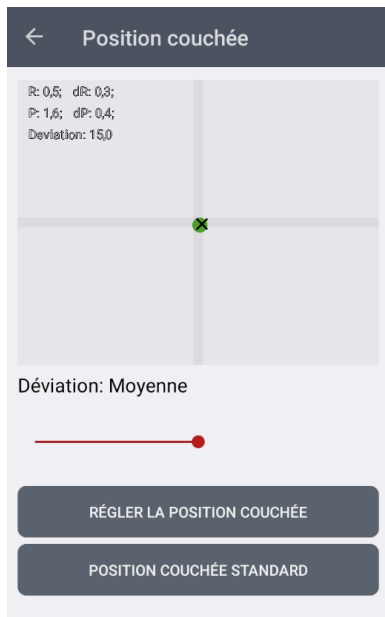 Position couchée
R: 0,5; dR: 0,3;
P: 1,6; dP: 0,4;
Deviation: 15,0
Déviation: Moyenne
RÉGLER LA POSITION COUCHÉE
POSITION COUCHÉE STANDARD